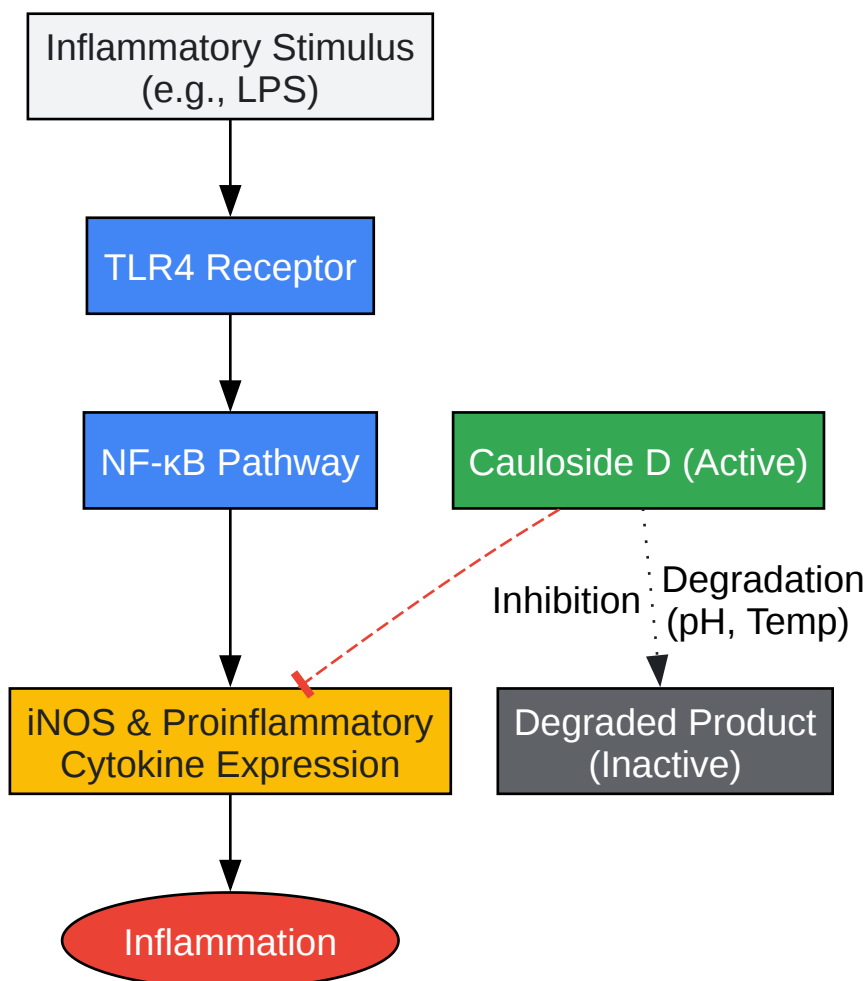 Inflammatory Stimulus
(e.g., LPS)
TLR4 Receptor
NF-κB Pathway
Cauloside D (Active)
Inhibition
Degradation
(pH, Temp)
iNOS & Proinflammatory
Cytokine Expression
Degraded Product
(Inactive)
Inflammation